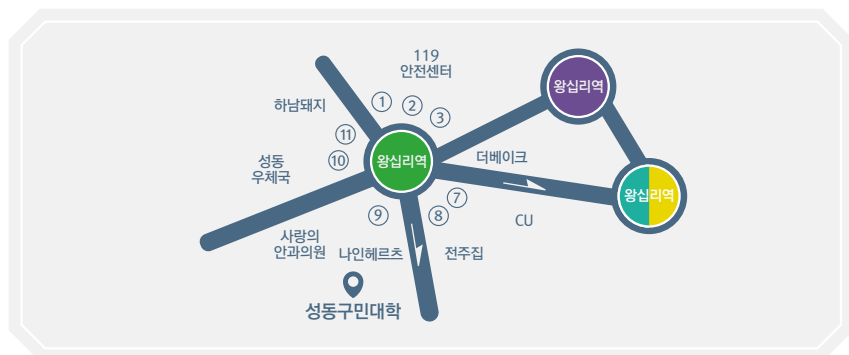 119
안전센터
왕십리역
하남돼지
①
②
③
⑪
⑩
왕십리역
더베이크
성동
우체국
왕십리역
⑦
⑧
⑨
CU
사랑의
안과의원
나인헤르츠
전주집
성동구민대학